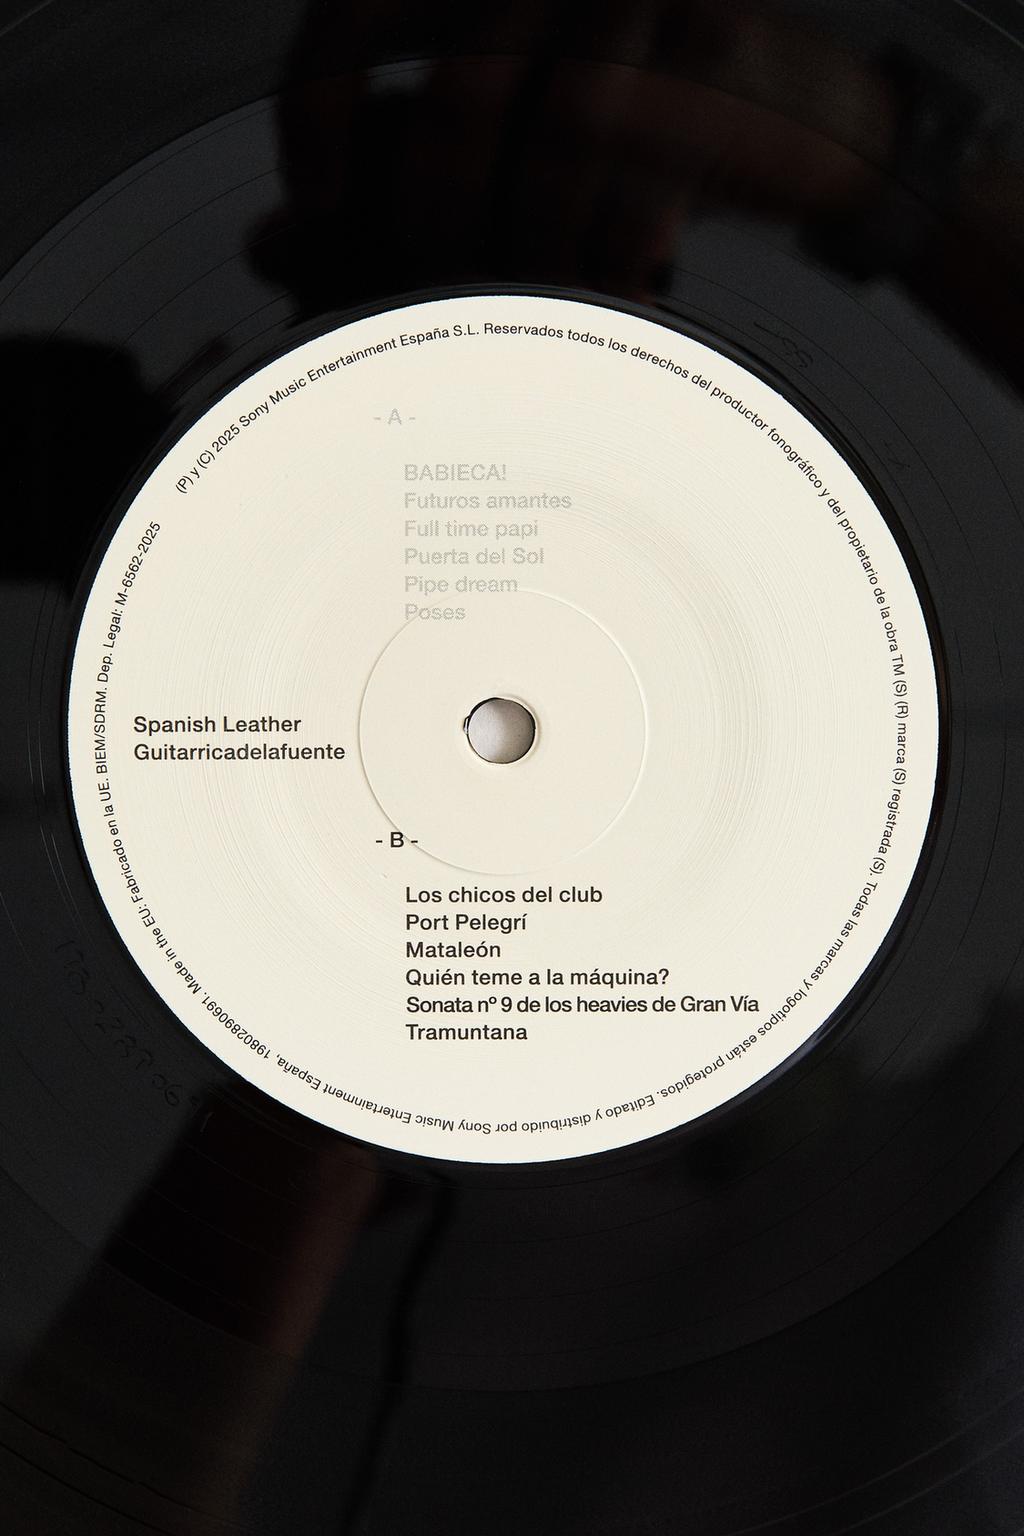 (P) y (C) 2025 Sony Music Entertainment España S.L. Reservados todos los derechos del productor fonográfico y del propietario de la obra TM (S) (R) marca (S) registrada (S). Todas las marcas y logotipos están protegidos. Editado y distribuido por Sony Music Entertainment España, 19802890691. Made in the EU: Fabricado en la UE. BIEM/SDRM. Dep. Legal: M-6562-2025
- A -
BABIECA!
Futuros amantes
Full time papi
Puerta del Sol
Pipe dream
Poses
Spanish Leather
Guitarricadelafuente
- B -
Los chicos del club
Port Pelegrí
Mataleón
Quién teme a la máquina?
Sonata nº 9 de los heavies de Gran Vía
Tramuntana